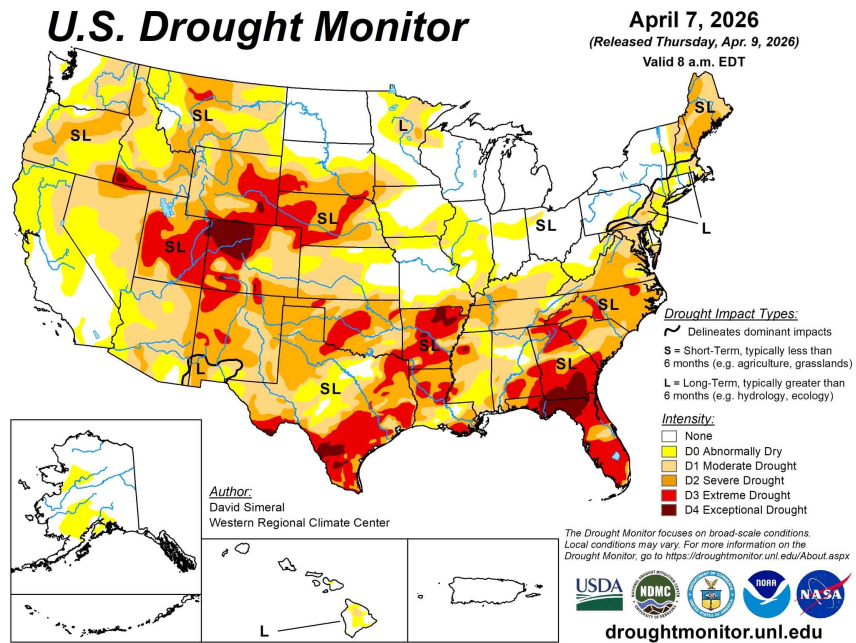 U.S. Drought Monitor
April 7, 2026
(Released Thursday, Apr. 9, 2026)
Valid 8 a.m. EDT
SL
SL
L
SL
SL
SL
SL
L
SL
SL
SL
L
SL
Drought Impact Types:
Delineates dominant impacts
S = Short-Term, typically less than
6 months (e.g. agriculture, grasslands)
L = Long-Term, typically greater than
6 months (e.g. hydrology, ecology)
Intensity:
None
D0 Abnormally Dry
D1 Moderate Drought
D2 Severe Drought
D3 Extreme Drought
D4 Exceptional Drought
Author:
David Simeral
Western Regional Climate Center
L
The Drought Monitor focuses on broad-scale conditions.
Local conditions may vary. For more information on the
Drought Monitor, go to https://droughtmonitor.unl.edu/About.aspx
USDA
NDMC
NOAA
NASA
droughtmonitor.unl.edu